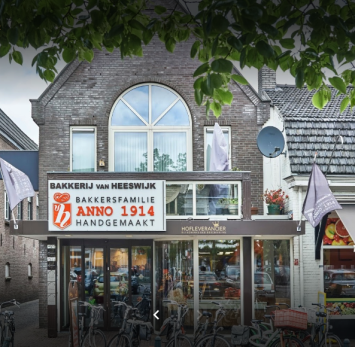 BAKKERIJ VAN HEESWIJK
BAKKERSFAMILIE
ANNO 1914
HANDGEMAAKT
HOFLEVERANCIER